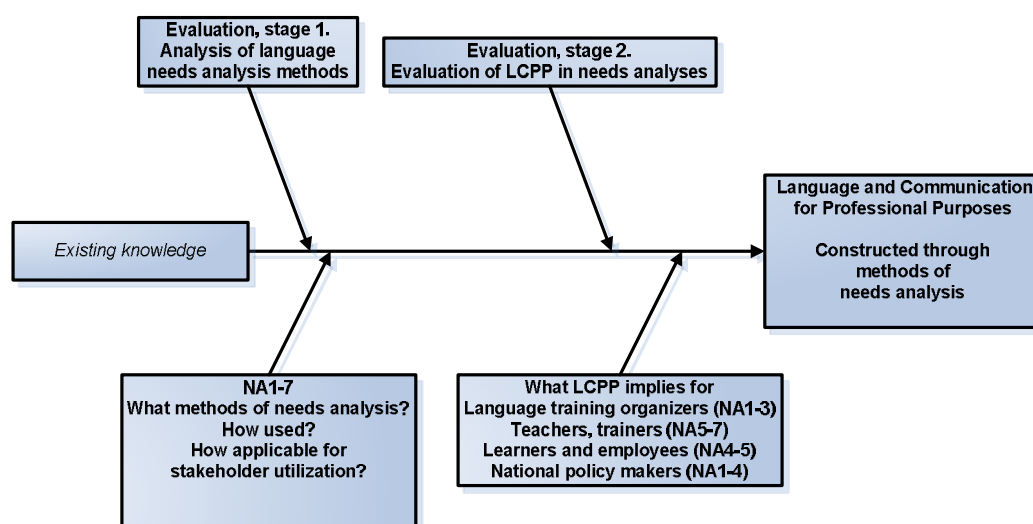 Evaluation, stage 1.
Analysis of language
needs analysis methods
Evaluation, stage 2.
Evaluation of LCPP in needs analyses
Existing knowledge
Language and Communication
for Professional Purposes
Constructed through
methods of
needs analysis
NA1-7
What methods of needs analysis?
How used?
How applicable for
stakeholder utilization?
What LCPP implies for
Language training organizers (NA1-3)
Teachers, trainers (NA5-7)
Learners and employees (NA4-5)
National policy makers (NA1-4)